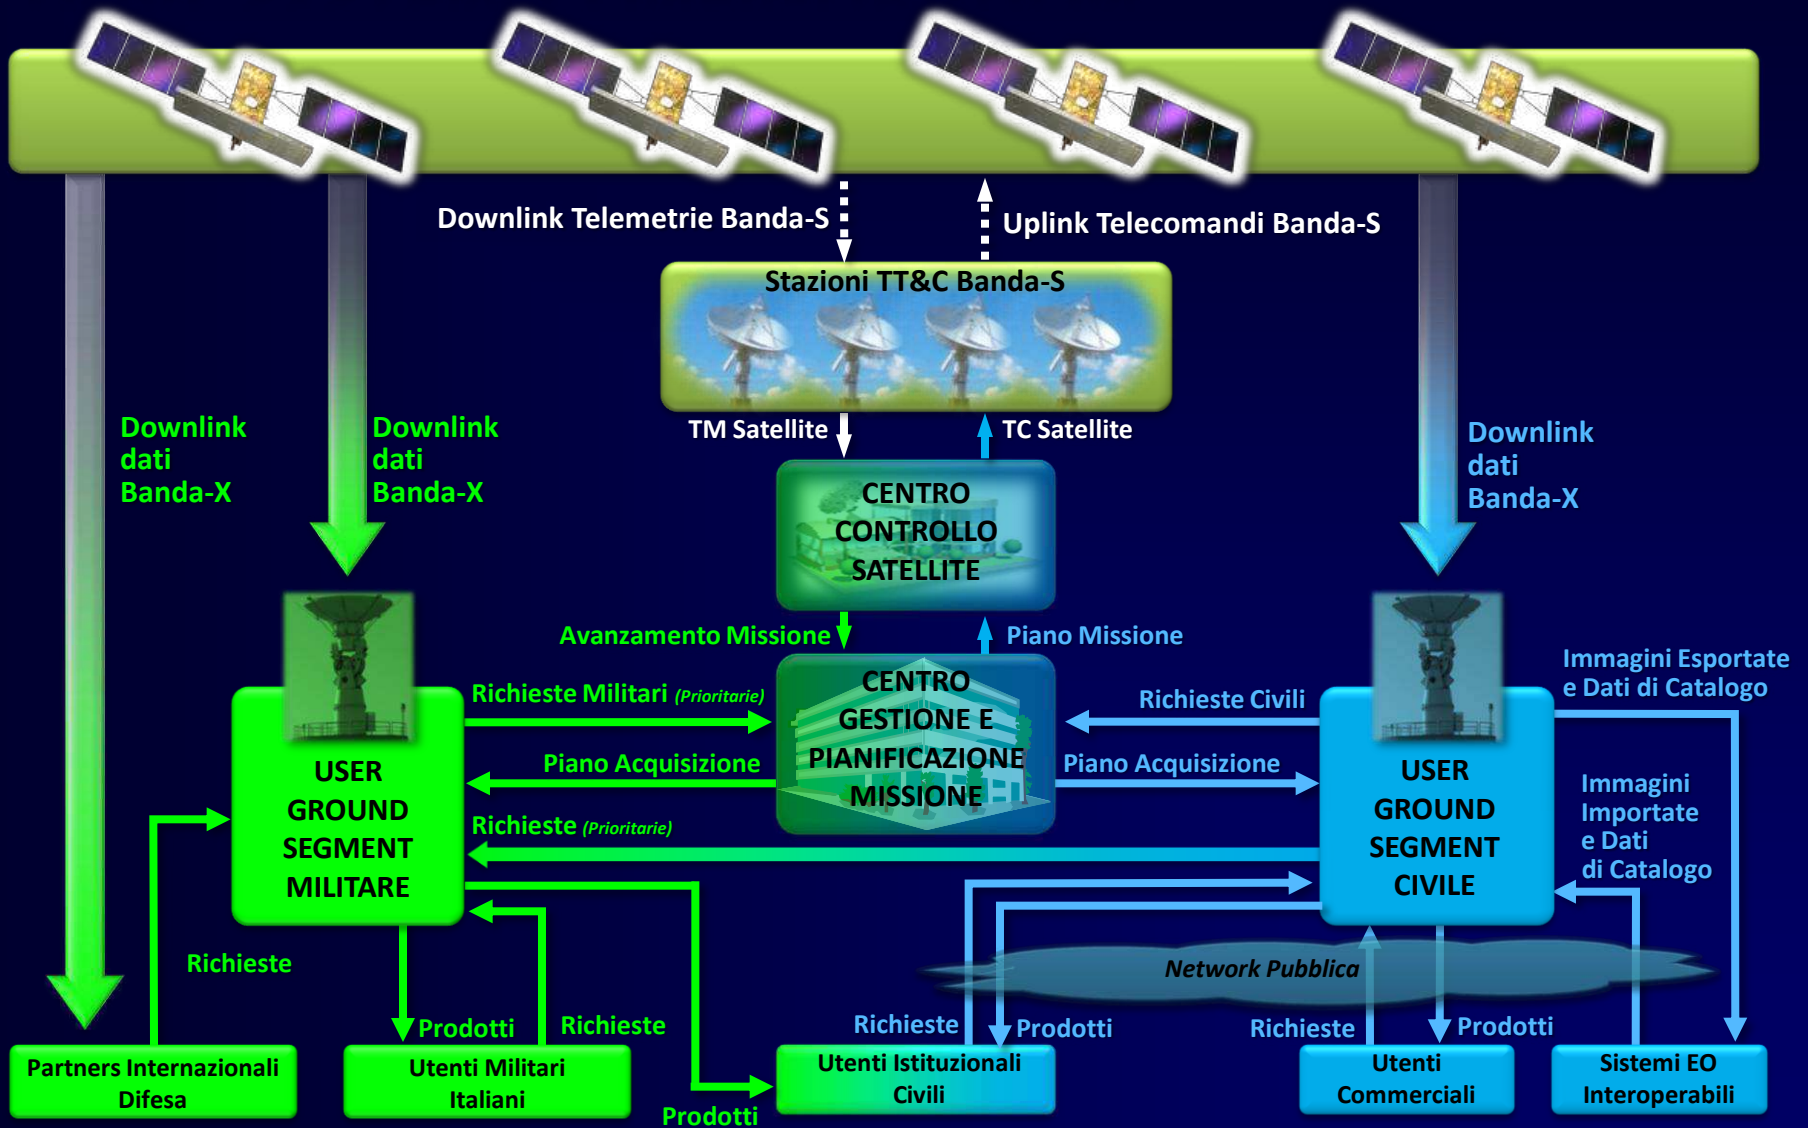 Downlink Telemetrie Banda-S
Uplink Telecomandi Banda-S
Stazioni TT&C Banda-S
TM Satellite
TC Satellite
Downlink
dati
Banda-X
Downlink
dati
Banda-X
Downlink
dati
Banda-X
CENTRO
CONTROLLO
SATELLITE
Avanzamento Missione
Piano Missione
CENTRO
GESTIONE E
PIANIFICAZIONE
MISSIONE
Richieste Militari (Prioritarie)
Richieste Civili
Piano Acquisizione
Piano Acquisizione
Richieste (Prioritarie)
USER
GROUND
SEGMENT
MILITARE
USER
GROUND
SEGMENT
CIVILE
Immagini Esportate
e Dati di Catalogo
Immagini
Importate
e Dati
di Catalogo
Network Pubblica
Richieste
Prodotti
Richieste
Richieste
Prodotti
Richieste
Prodotti
Partners Internazionali
Difesa
Utenti Militari
Italiani
Prodotti
Utenti Istituzionali
Civili
Utenti
Commerciali
Sistemi EO
Interoperabili